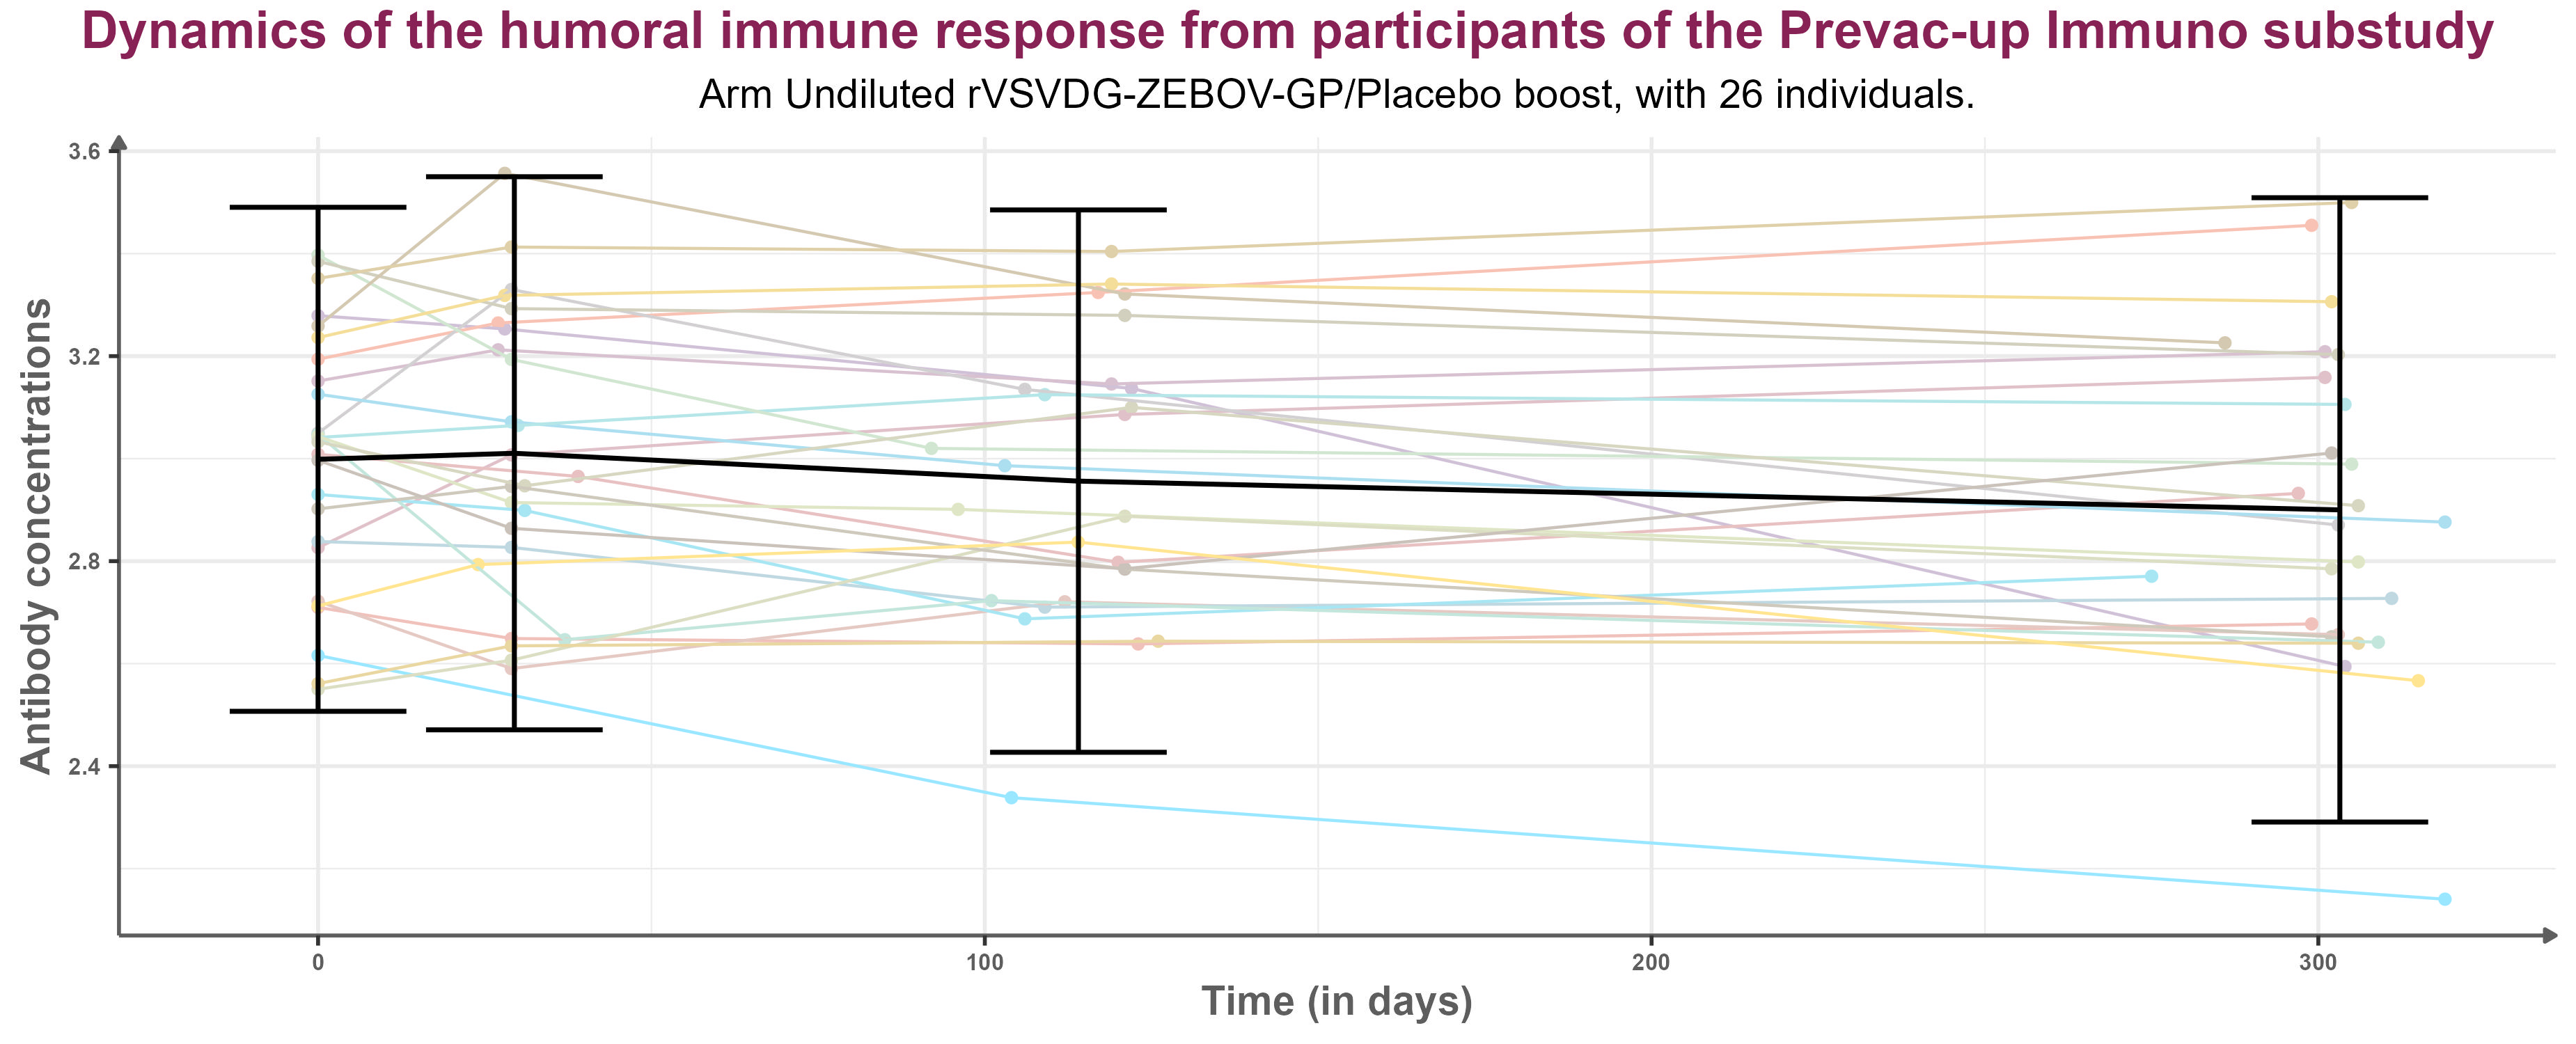 Dynamics of the humoral immune response from participants of the Prevac-up Immuno substudy
Arm Undiluted rVSVDG-ZEBOV-GP/Placebo boost, with 26 individuals.
Antibody concentrations
3.6
3.2
2.8
2.4
0 100 200 300
Time (in days)